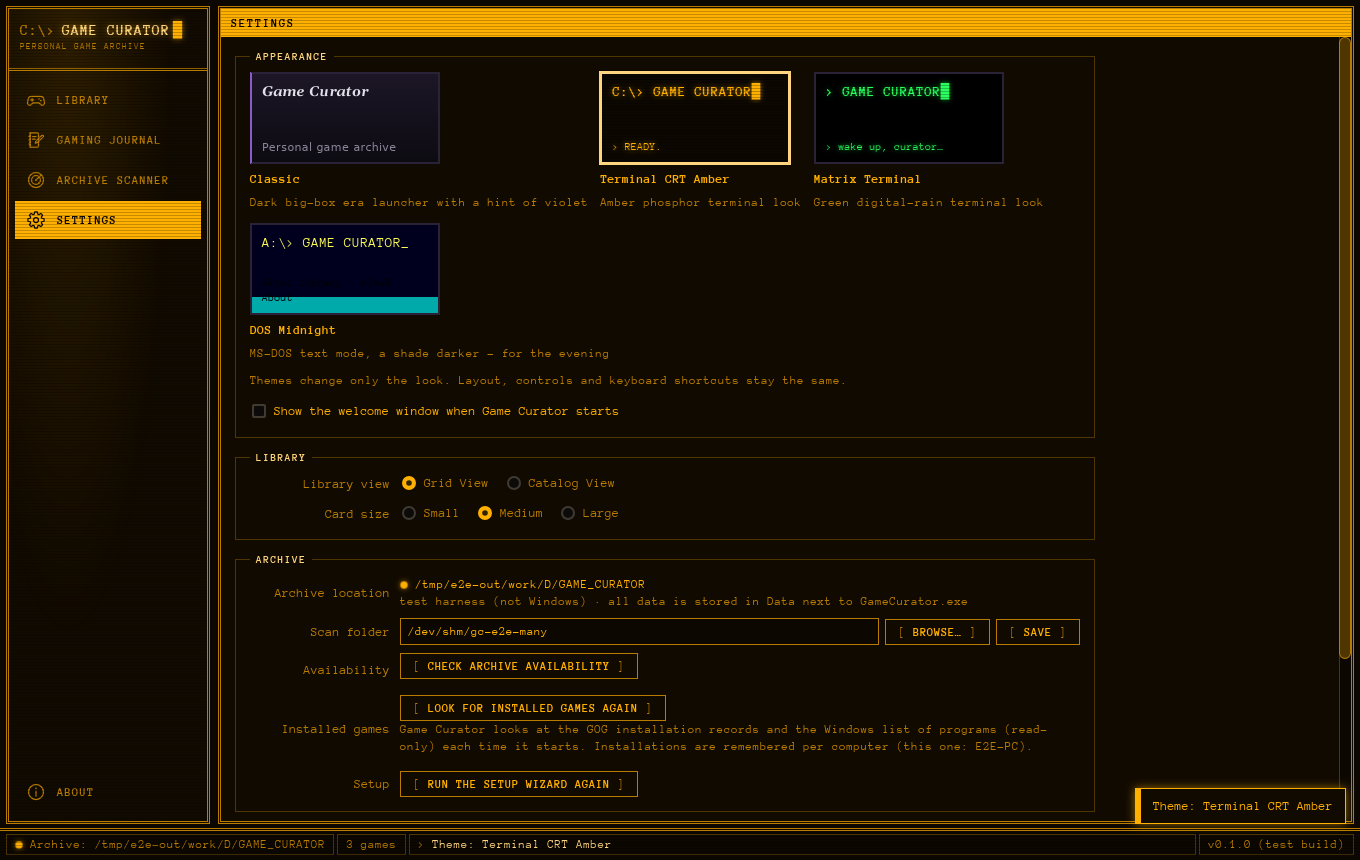 C:\› GAME CURATOR
PERSONAL GAME ARCHIVE
LIBRARY
GAMING JOURNAL
ARCHIVE SCANNER
SETTINGS
ABOUT
SETTINGS
APPEARANCE
Game Curator
Personal game archive
Classic
Dark big-box era launcher with a hint of violet
C:\› GAME CURATOR
› READY.
Terminal CRT Amber
Amber phosphor terminal look
› GAME CURATOR
› wake up, curator…
Matrix Terminal
Green digital-rain terminal look
A:\› GAME CURATOR_
About
DOS Midnight
MS-DOS text mode, a shade darker – for the evening
Themes change only the look. Layout, controls and keyboard shortcuts stay the same.
Show the welcome window when Game Curator starts
LIBRARY
Library view Grid View Catalog View
Card size Small Medium Large
ARCHIVE
Archive location /tmp/e2e-out/work/D/GAME_CURATOR
test harness (not Windows) · all data is stored in Data next to GameCurator.exe
Scan folder /dev/shm/gc-e2e-many [ BROWSE… ] [ SAVE ]
Availability [ CHECK ARCHIVE AVAILABILITY ]
[ LOOK FOR INSTALLED GAMES AGAIN ]
Installed games Game Curator looks at the GOG installation records and the Windows list of programs (read-
only) each time it starts. Installations are remembered per computer (this one: E2E-PC).
Setup [ RUN THE SETUP WIZARD AGAIN ]
Theme: Terminal CRT Amber
Archive: /tmp/e2e-out/work/D/GAME_CURATOR 3 games › Theme: Terminal CRT Amber v0.1.0 (test build)